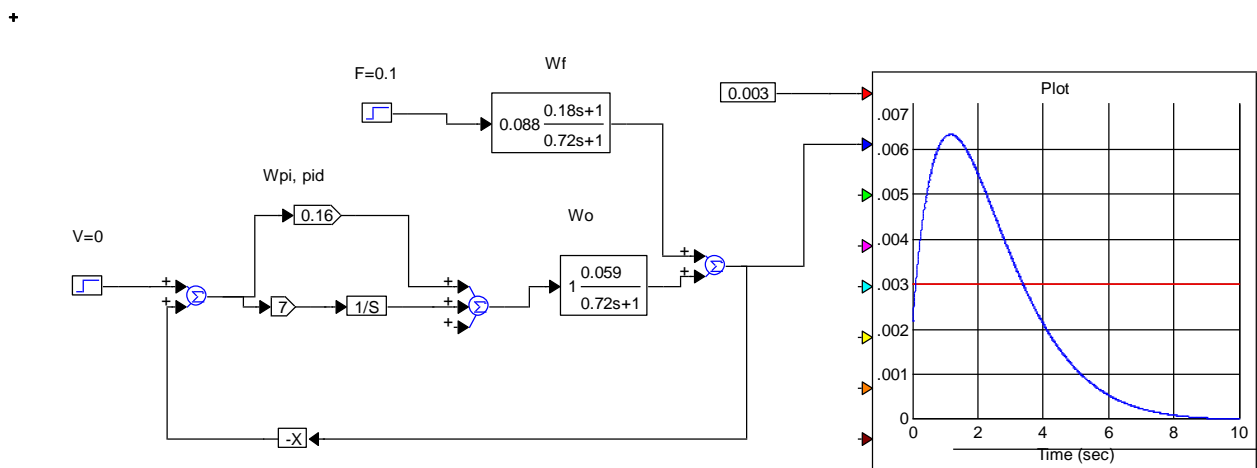 +
F=0.1
Wf
0.088 0.18s+1
0.72s+1
0.003
Plot
Wpi, pid
0.16
V=0
+
+
7
1/S
+
+
+
Σ
Σ
Wo
1 0.059
0.72s+1
+
+
Σ
-X
.007
.006
.005
.004
.003
.002
.001
0
0 2 4 6 8 10
Time (sec)